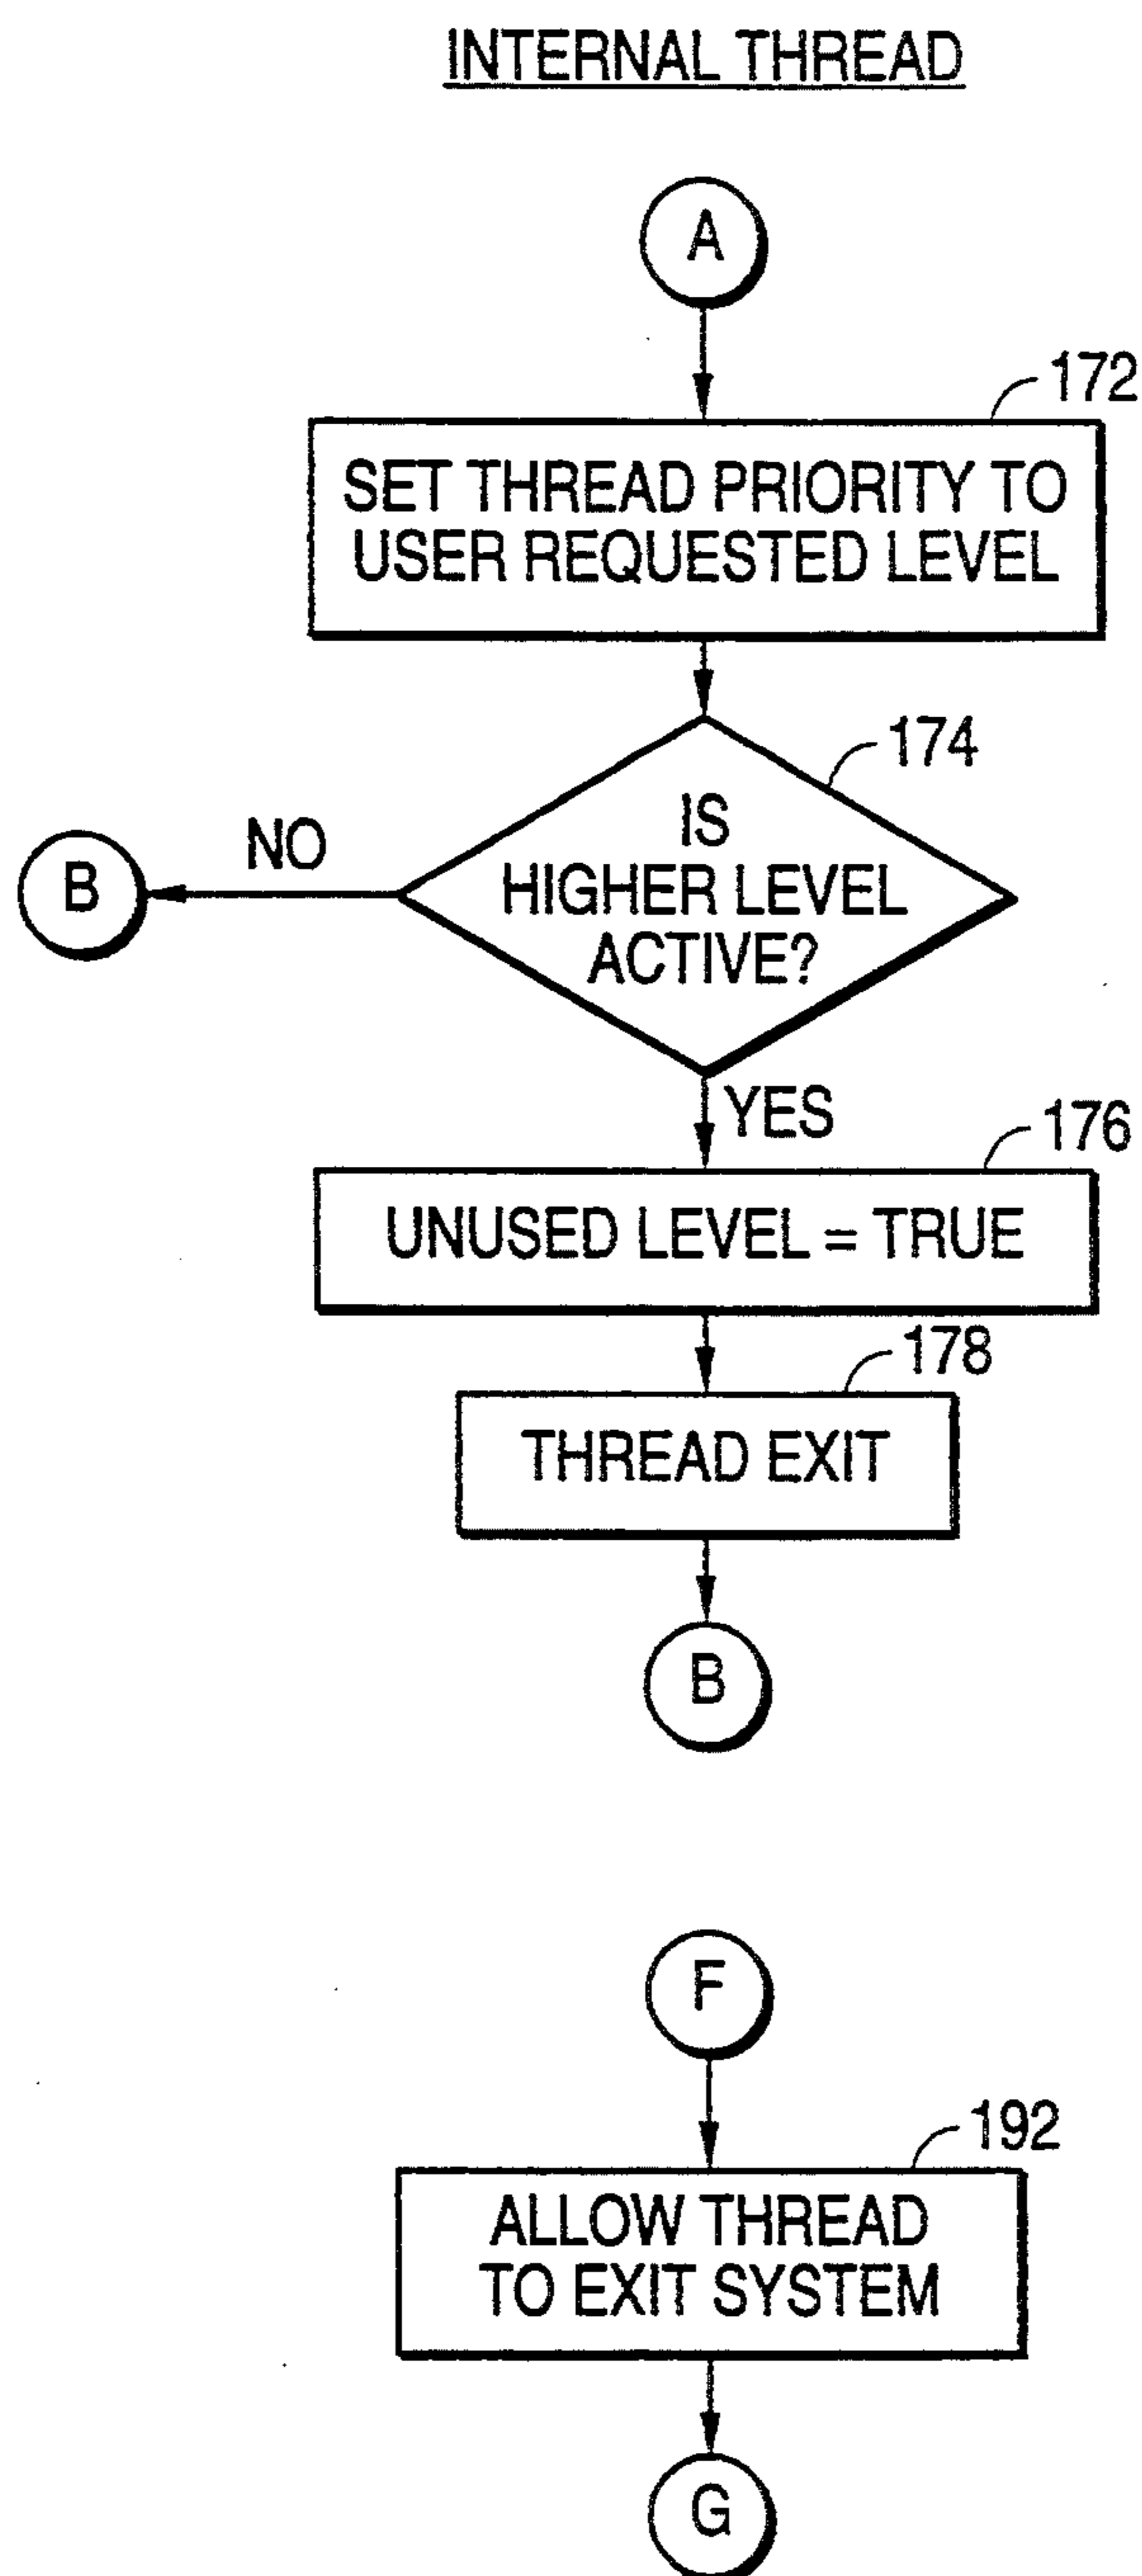 INTERNAL THREAD
A
172
SET THREAD PRIORITY TO
USER REQUESTED LEVEL
174
IS
HIGHER LEVEL
ACTIVE?
NO
B
YES
176
UNUSED LEVEL = TRUE
178
THREAD EXIT
B
F
192
ALLOW THREAD
TO EXIT SYSTEM
G